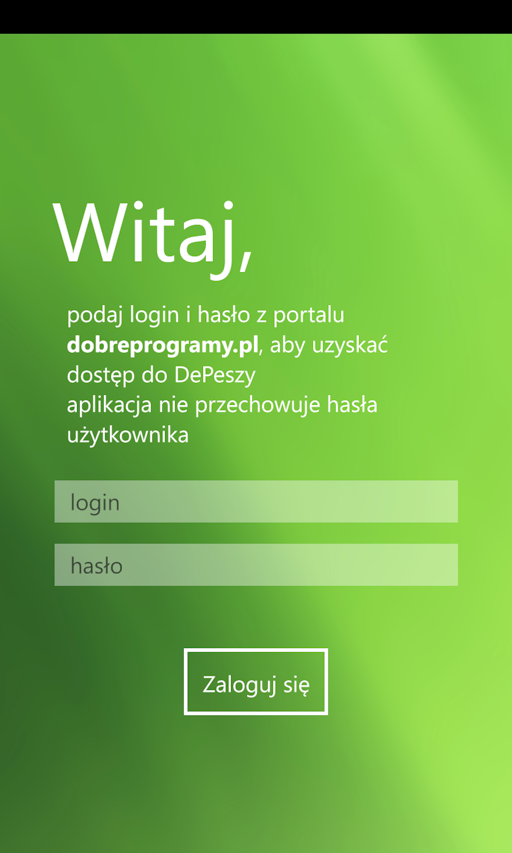 Witaj,
podaj login i hasło z portalu
dobreprogramy.pl, aby uzyskać
dostęp do DePeszy
aplikacja nie przechowuje hasła
użytkownika
login
hasło
Zaloguj się